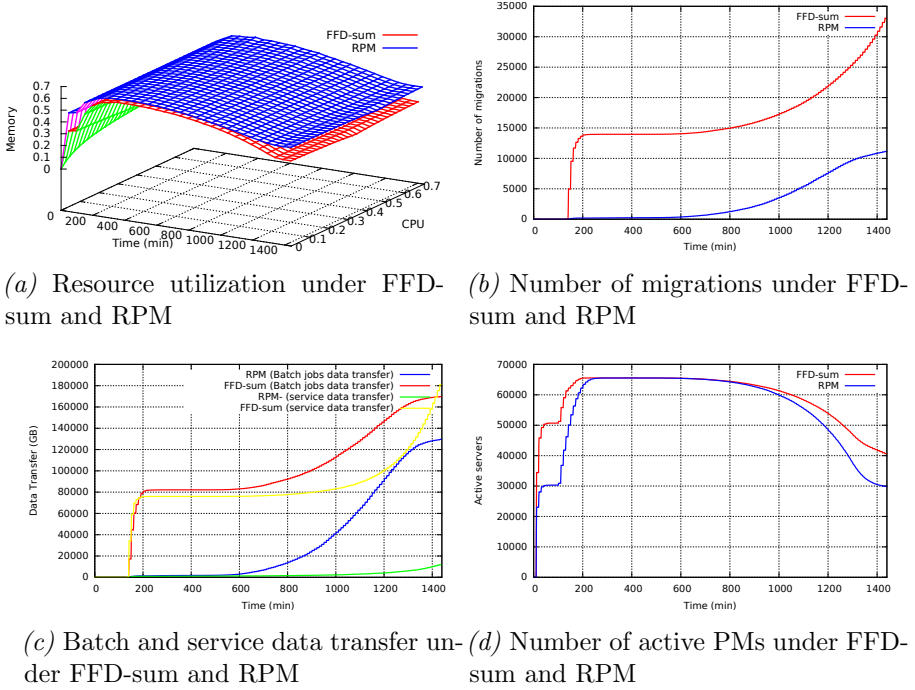 FFD-sum
RPM
0.7
0.6
0.5
0.4
0.3
0.2
0.1
0
Memory
0
200
400
600
800
1000
1200
1400
Time (min)
0
0.1
0.2
0.3
0.4
0.5
0.6
0.7
CPU
(a) Resource utilization under FFD-
sum and RPM
35000
30000
25000
20000
15000
10000
5000
0
Number of migrations
FFD-sum
RPM
0 200 400 600 800 1000 1200 1400
Time (min)
(b) Number of migrations under FFD-
sum and RPM
200000
180000
160000
140000
120000
100000
80000
60000
40000
20000
0
Data Transfer (GB)
RPM (Batch jobs data transfer)
FFD-sum (Batch jobs data transfer)
RPM- (service data transfer)
FFD-sum (service data transfer)
0 200 400 600 800 1000 1200 1400
Time (min)
(c) Batch and service data transfer un-
der FFD-sum and RPM
70000
60000
50000
40000
30000
20000
10000
0
Active servers
FFD-sum
RPM
0 200 400 600 800 1000 1200 1400
Time (min)
(d) Number of active PMs under FFD-
sum and RPM